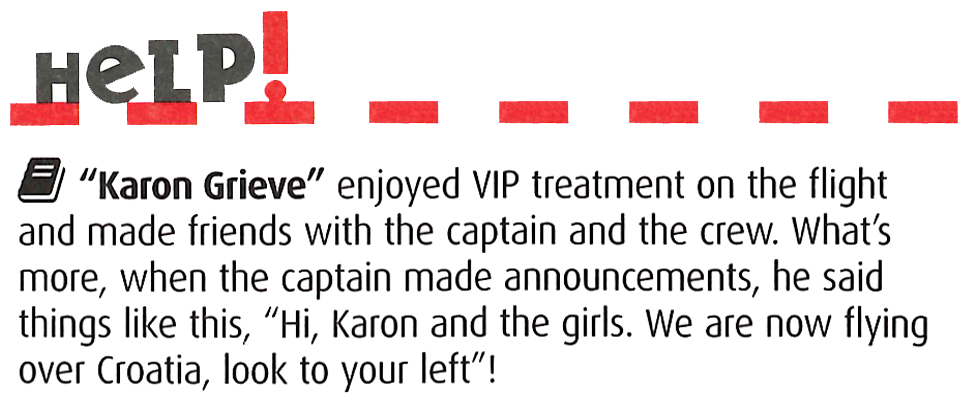 HeLP!
"Karon Grieve" enjoyed VIP treatment on the flight
and made friends with the captain and the crew. What's
more, when the captain made announcements, he said
things like this, "Hi, Karon and the girls. We are now flying
over Croatia, look to your left"!